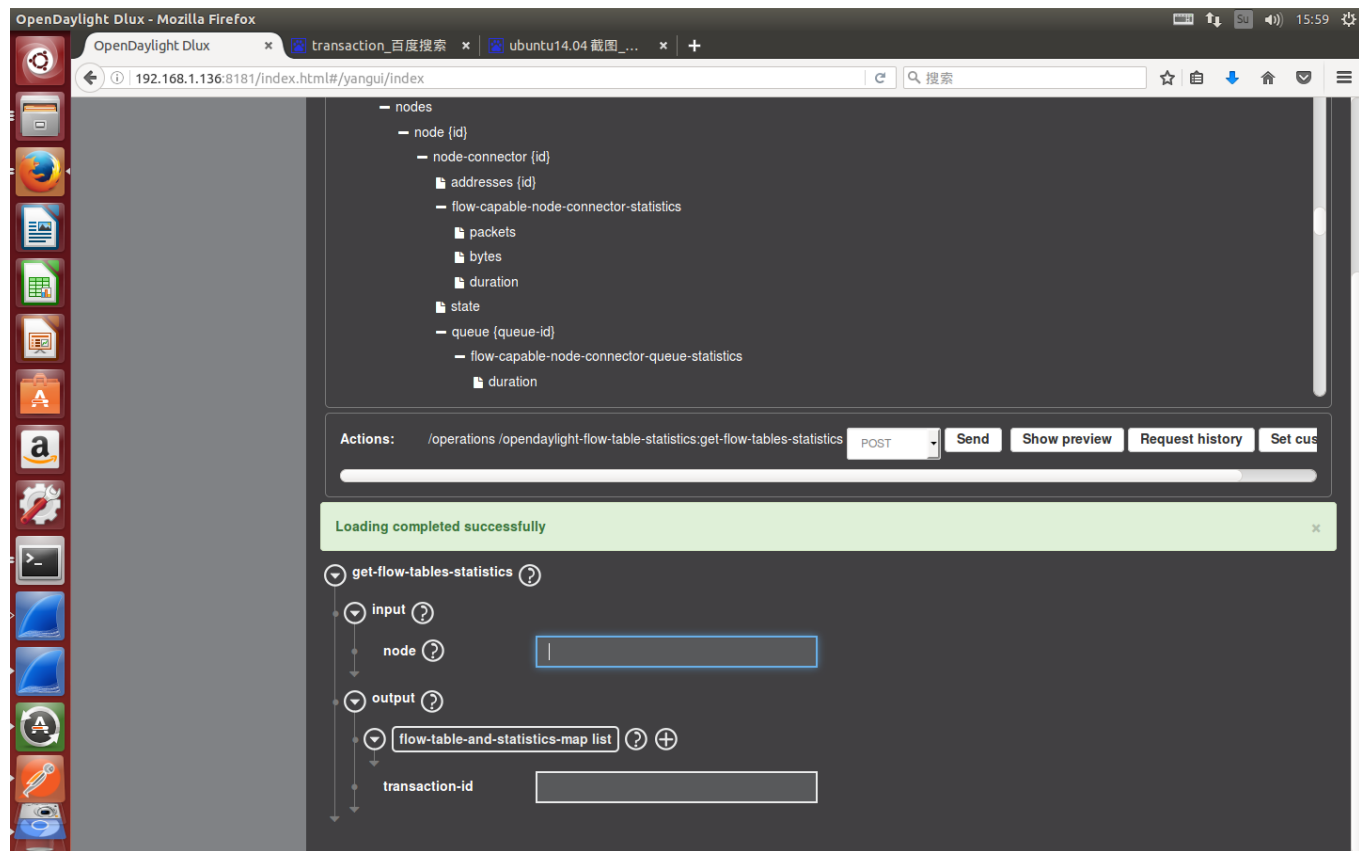 OpenDaylight Dlux - Mozilla Firefox
Su
15:59
OpenDaylight Dlux ×
transaction_百度搜索 ×
ubuntu14.04 截图_... ×
192.168.1.136:8181/index.html#/yangui/index
搜索
nodes
node {id}
node-connector {id}
addresses {id}
flow-capable-node-connector-statistics
packets
bytes
duration
state
queue {queue-id}
flow-capable-node-connector-queue-statistics
duration
Actions: /operations /opendaylight-flow-table-statistics:get-flow-tables-statistics POST Send Show preview Request history Set cus
Loading completed successfully ×
get-flow-tables-statistics ?
input ?
node ?
output ?
flow-table-and-statistics-map list ?
transaction-id